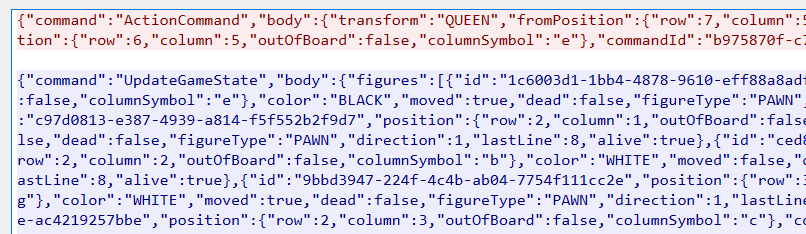 {"command":"ActionCommand","body":{"transform":"QUEEN","fromPosition":{"row":7,"column":5
tion":{"row":6,"column":5,"outOfBoard":false,"columnSymbol":"e"},"commandId":"b975870f-c7
{"command":"UpdateGameState","body":{"figures":[{"id":"1c6003d1-1bb4-4878-9610-eff88a8adf
:false,"columnSymbol":"e"},"color":"BLACK","moved":true,"dead":false,"figureType":"PAWN",
:"c97d0813-e387-4939-a814-f5f552b2f9d7","position":{"row":2,"column":1,"outOfBoard":false
lse,"dead":false,"figureType":"PAWN","direction":1,"lastLine":8,"alive":true},{"id":"ced8
row":2,"column":2,"outOfBoard":false,"columnSymbol":"b"},"color":"WHITE","moved":false,"d
astLine":8,"alive":true},{"id":"9bbd3947-224f-4c4b-ab04-7754f111cc2e","position":{"row":3
g"},"color":"WHITE","moved":true,"dead":false,"figureType":"PAWN","direction":1,"lastLine
e-ac4219257bbe","position":{"row":2,"column":3,"outOfBoard":false,"columnSymbol":"c"},"co